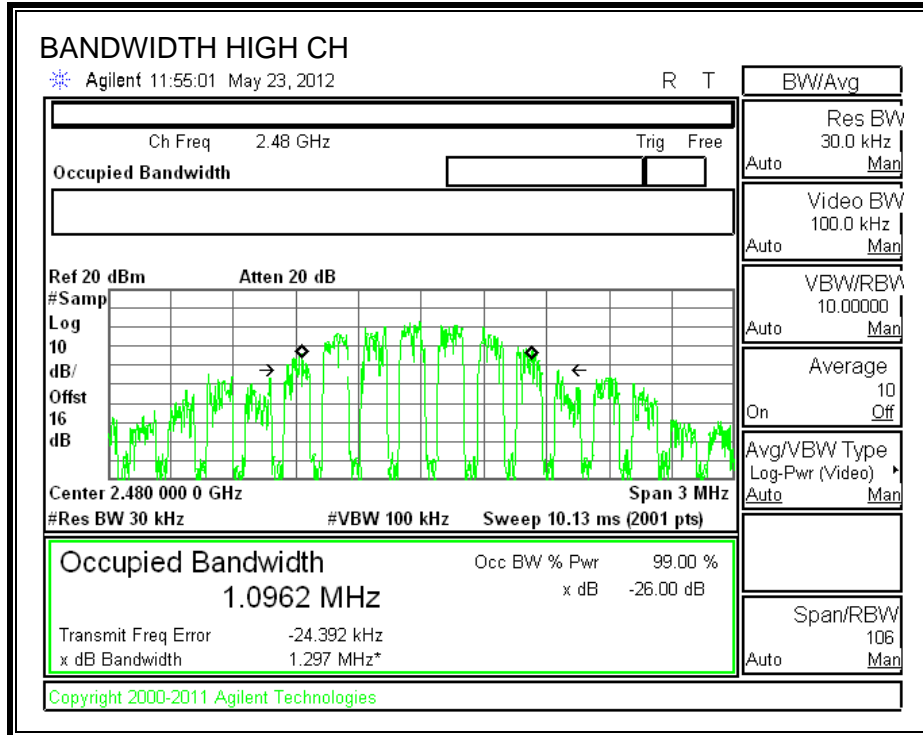 BANDWIDTH HIGH CH
Agilent 11:55:01 May 23, 2012 R T
Ch Freq 2.48 GHz Trig Free
Occupied Bandwidth
Ref 20 dBm Atten 20 dB
#Samp
Log
10
dB/
Offst
16
dB
Center 2.480 000 0 GHz Span 3 MHz
#Res BW 30 kHz #VBW 100 kHz Sweep 10.13 ms (2001 pts)
Occupied Bandwidth Occ BW % Pwr 99.00 %
1.0962 MHz x dB -26.00 dB
Transmit Freq Error -24.392 kHz
x dB Bandwidth 1.297 MHz*
Copyright 2000-2011 Agilent Technologies
BW/Avg
Res BW
30.0 kHz
Auto Man
Video BW
100.0 kHz
Auto Man
VBW/RBW
10.00000
Auto Man
Average
10
On Off
Avg/VBW Type
Log-Pwr (Video)
Auto Man
Span/RBW
106
Auto Man